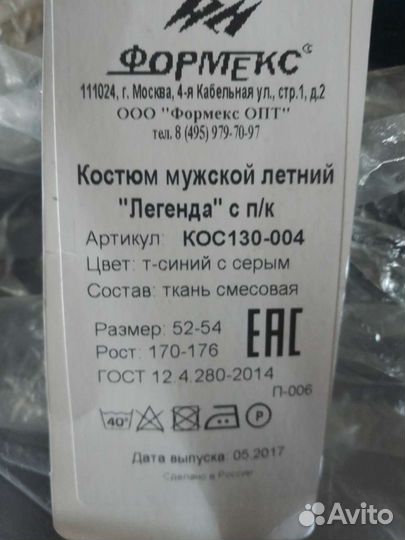 ФОРМЕКС©
111024, г. Москва, 4-я Кабельная ул., стр.1, д.2
ООО "Формекс ОПТ"
тел. 8 (495) 979-70-97
Костюм мужской летний
"Легенда" с п/к
Артикул: КОС130-004
Цвет: т-синий с серым
Состав: ткань смесовая
Размер: 52-54
Рост: 170-176
ГОСТ 12.4.280-2014
EAC
П-006
40° P
Дата выпуска: 05.2017
Сделано в России
Avito